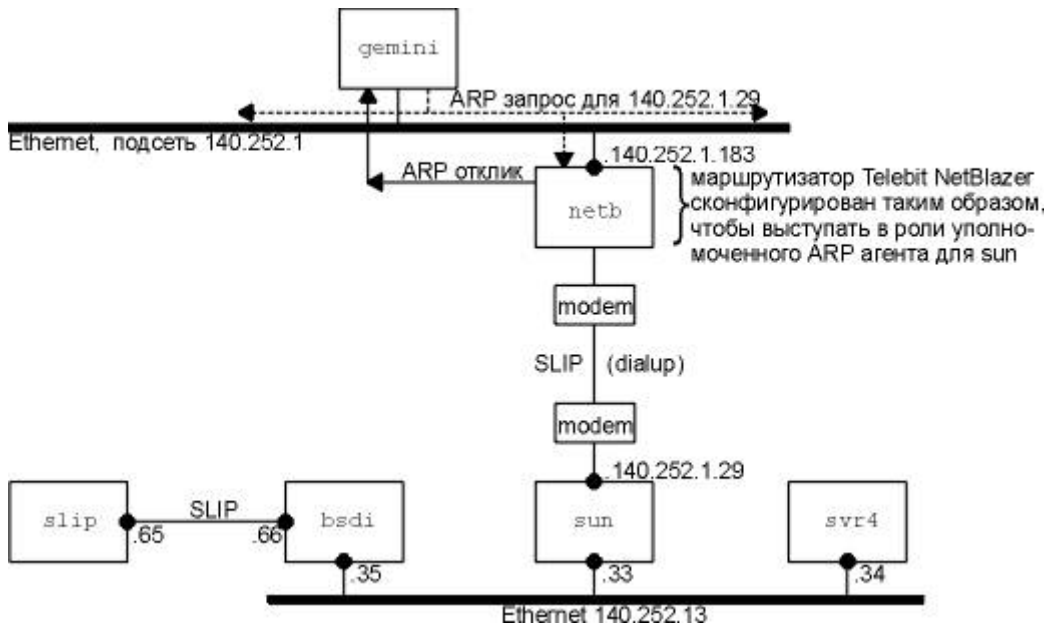 gemini
ARP запрос для 140.252.1.29
Ethernet, подсеть 140.252.1
.140.252.1.183
ARP отклик
netb
маршрутизатор Telebit NetBlazer
сконфигурирован таким образом,
чтобы выступать в роли уполно-
моченного ARP агента для sun
modem
SLIP (dialup)
modem
.140.252.1.29
slip
SLIP
bsdi
sun
svr4
.65
.66
.35
.33
.34
Ethernet 140.252.13